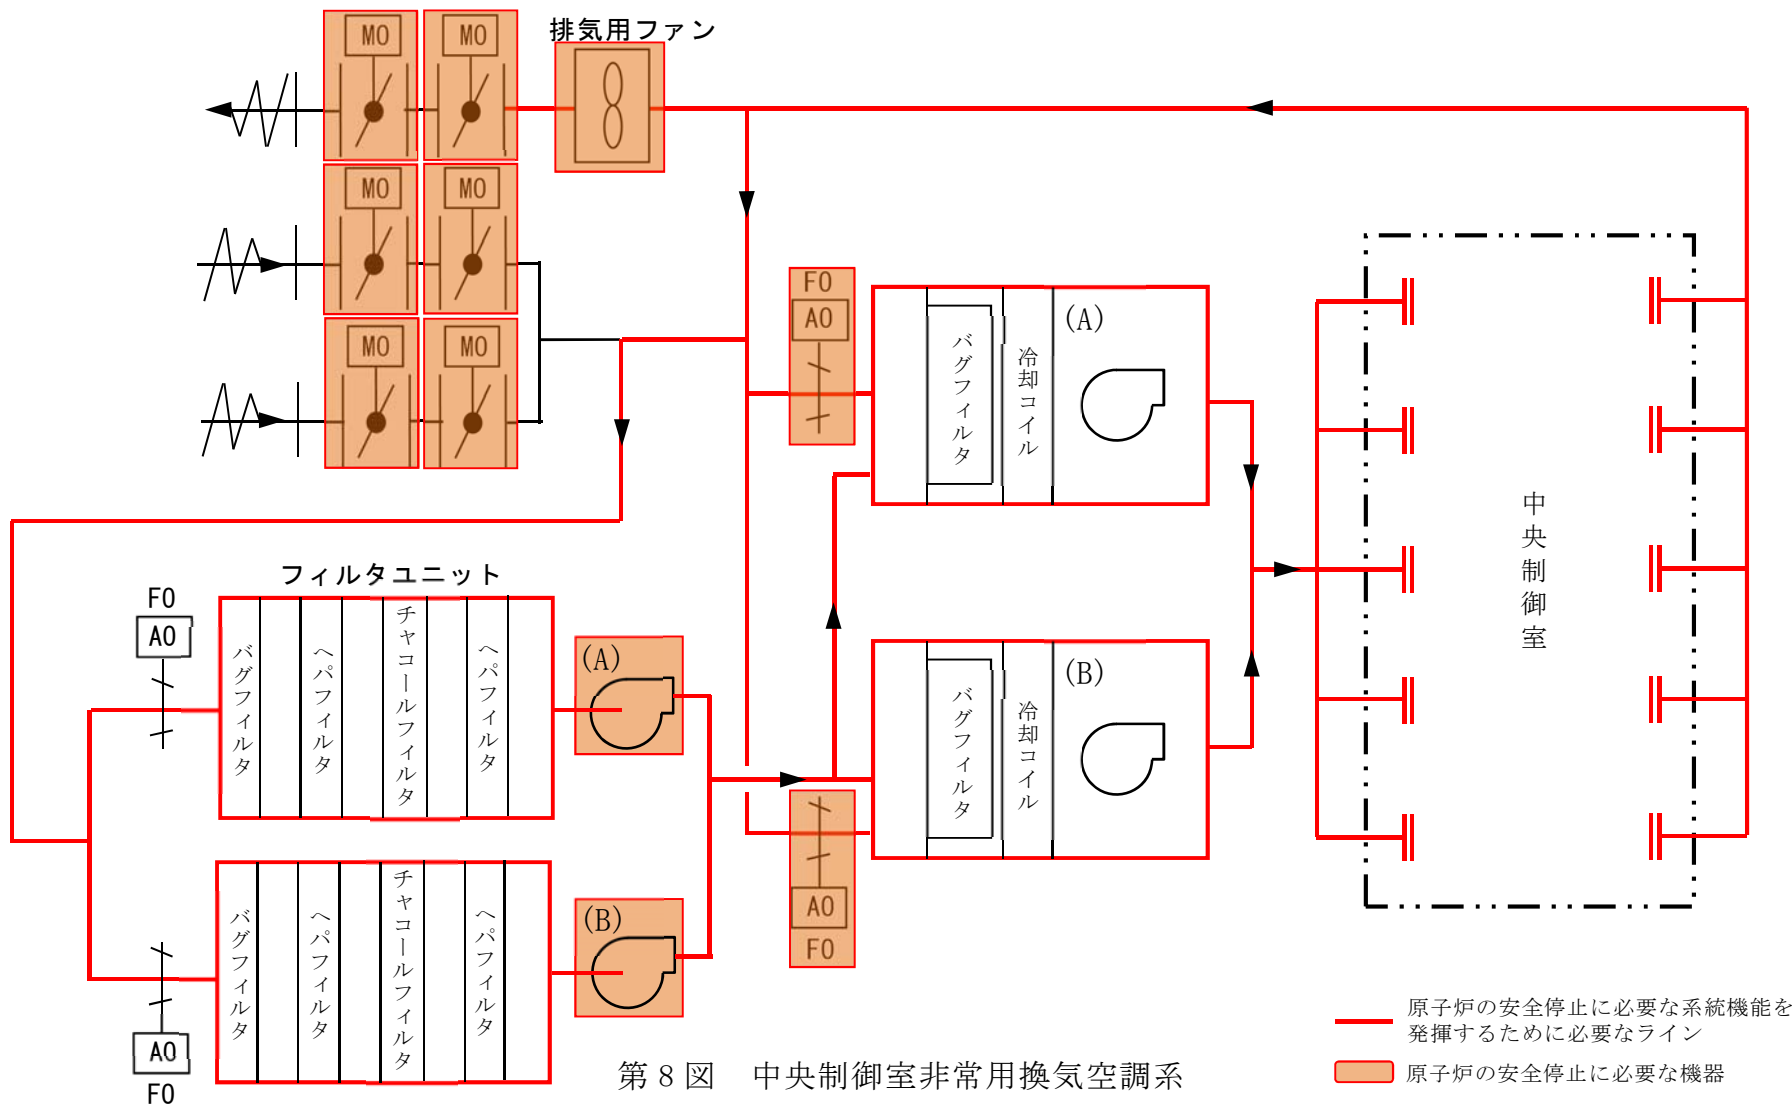 排気用ファン
MO
MO
MO
MO
MO
MO
FO
AO
(A)
バグフィルタ
冷却コイル
中央制御室
フィルタユニット
FO
AO
バグフィルタ
ヘパフィルタ
チャコールフィルタ
ヘパフィルタ
(A)
(B)
バグフィルタ
冷却コイル
バグフィルタ
ヘパフィルタ
チャコールフィルタ
ヘパフィルタ
(B)
AO
FO
AO
FO
原子炉の安全停止に必要な系統機能を
発揮するために必要なライン
原子炉の安全停止に必要な機器
第8図 中央制御室非常用換気空調系